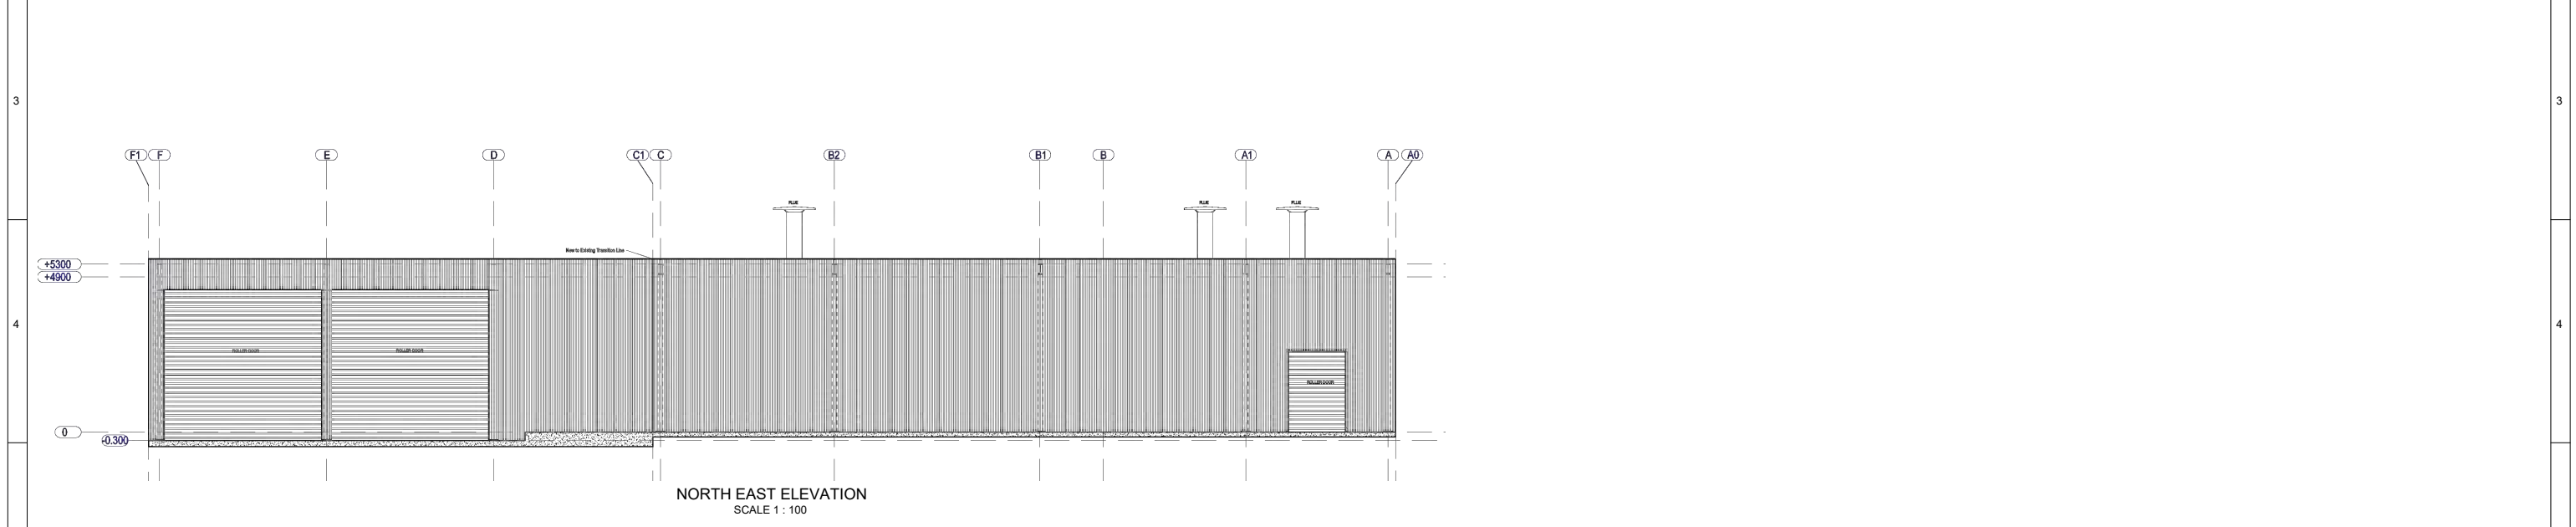 3
3
F1 F E D C1 C B2 B1 B A1 A A0
FLUE
FLUE
FLUE
New to Existing Transition Line
+5300
+4900
4
4
ROLLER DOOR
ROLLER DOOR
ROLLER DOOR
0
-0.300
NORTH EAST ELEVATION
SCALE 1 : 100